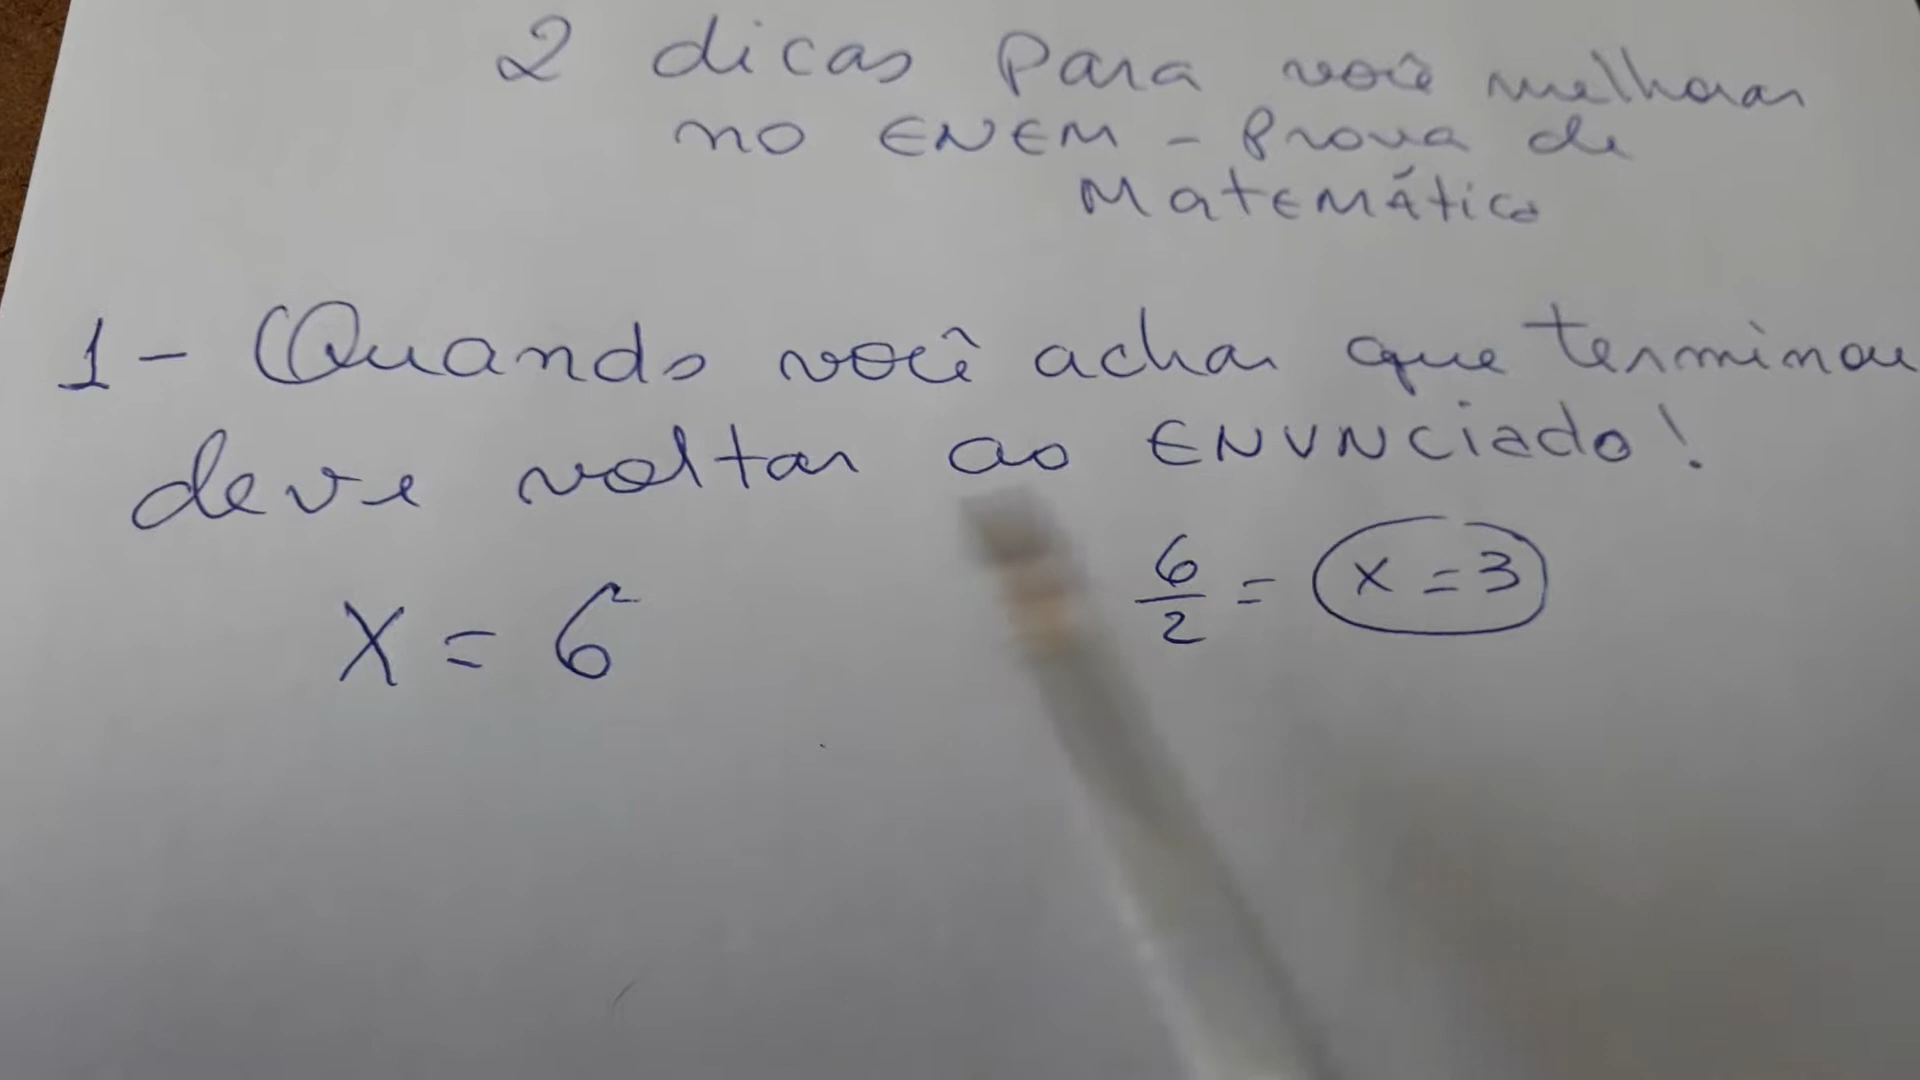 2 dicas para você melhorar
no ENEM - Prova de
Matemática
1 - Quando você achar que terminou
deve voltar ao ENUNciado!
6/2 = x = 3
x = 6